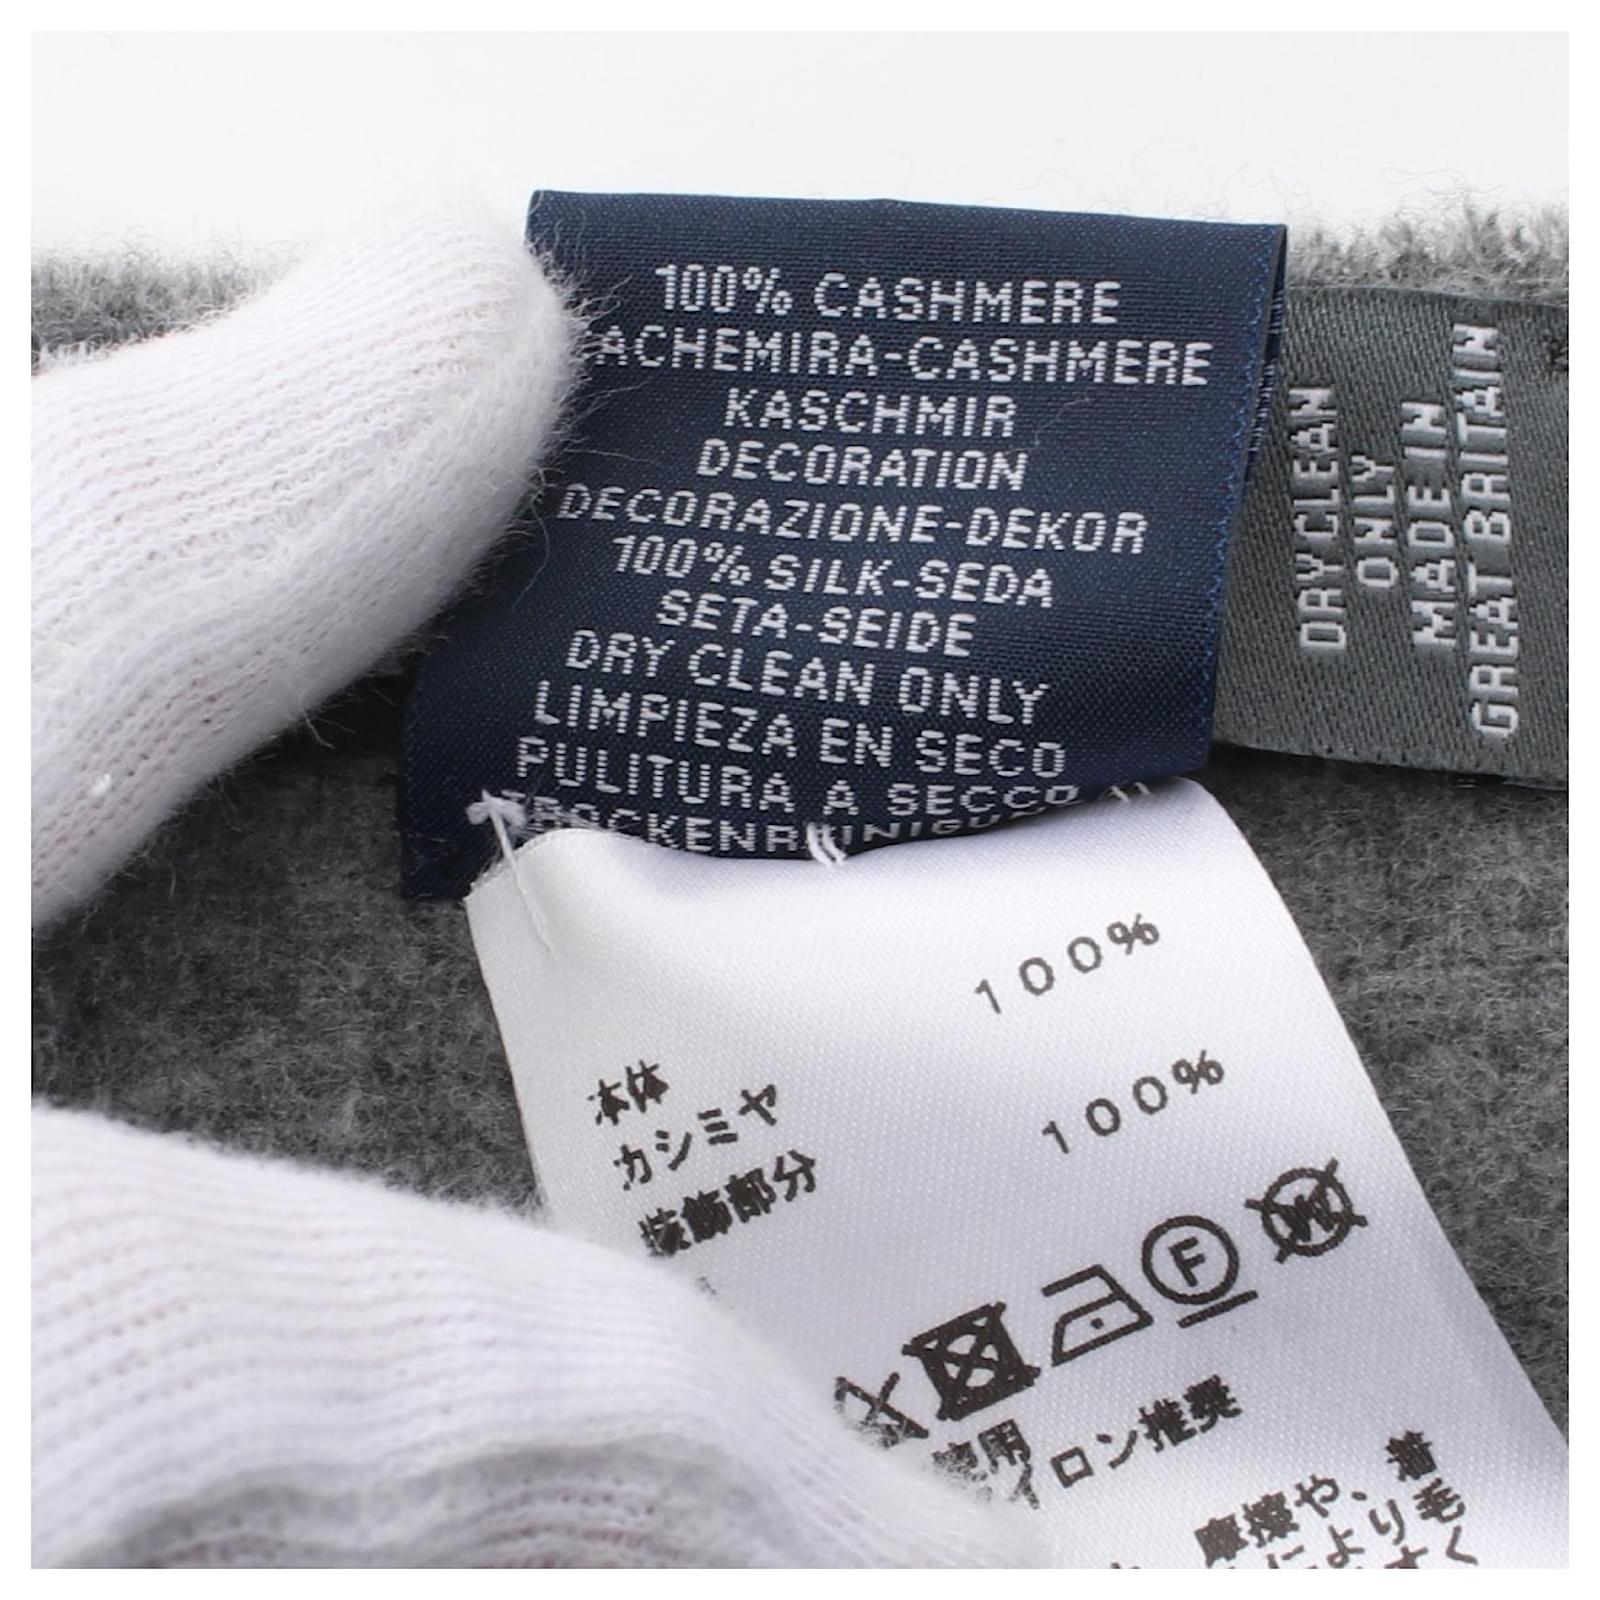 100% CASHMERE
ACHEMIRA-CASHMERE
KASCHMIR
DECORATION
DECORAZIONE-DEKOR
100% SILK-SEDA
SETA-SEIDE
DRY CLEAN ONLY
LIMPIEZA EN SECO
PULITURA A SECCO
DRY CLEAN
ONLY
MADE IN
GREAT BRITAIN
100%
本体
カシミヤ 100%
装飾部分
F
ロン推奨
摩擦や、着
により毛